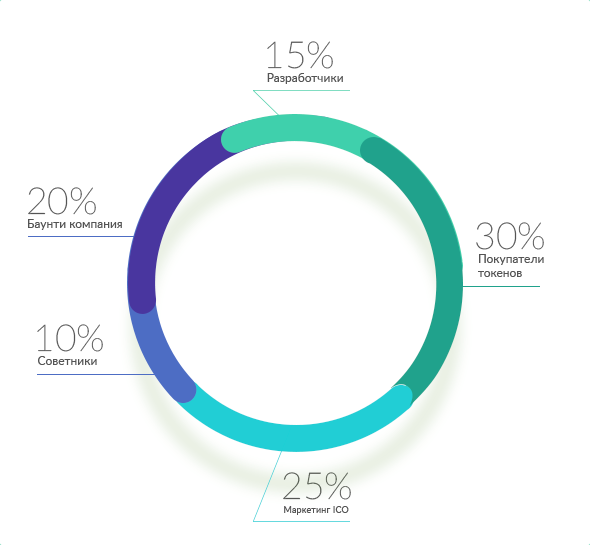 15%
Разработчики
20%
Баунти компания
30%
Покупатели
токенов
10%
Советники
25%
Маркетинг ICO